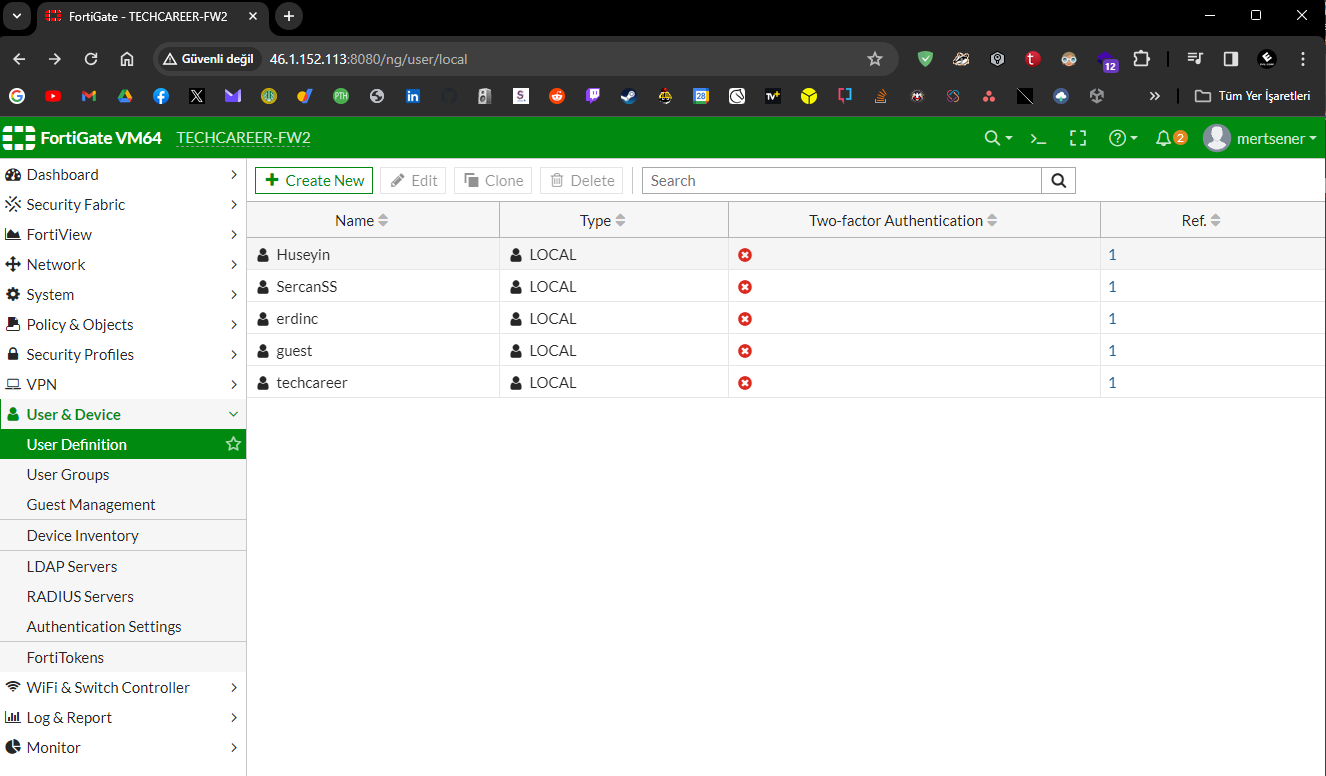 FortiGate - TECHCAREER-FW2
Güvenli değil 46.1.152.113:8080/ng/user/local
12
PTH in S. 28 TV+ Tüm Yer İşaretleri
FortiGate VM64 TECHCAREER-FW2 2 mertsener
Dashboard
Security Fabric
FortiView
Network
System
Policy & Objects
Security Profiles
VPN
User & Device
User Definition
User Groups
Guest Management
Device Inventory
LDAP Servers
RADIUS Servers
Authentication Settings
FortiTokens
WiFi & Switch Controller
Log & Report
Monitor
Create New Edit Clone Delete Search
Name Type Two-factor Authentication Ref.
Huseyin LOCAL 1
SercanSS LOCAL 1
erdinc LOCAL 1
guest LOCAL 1
techcareer LOCAL 1